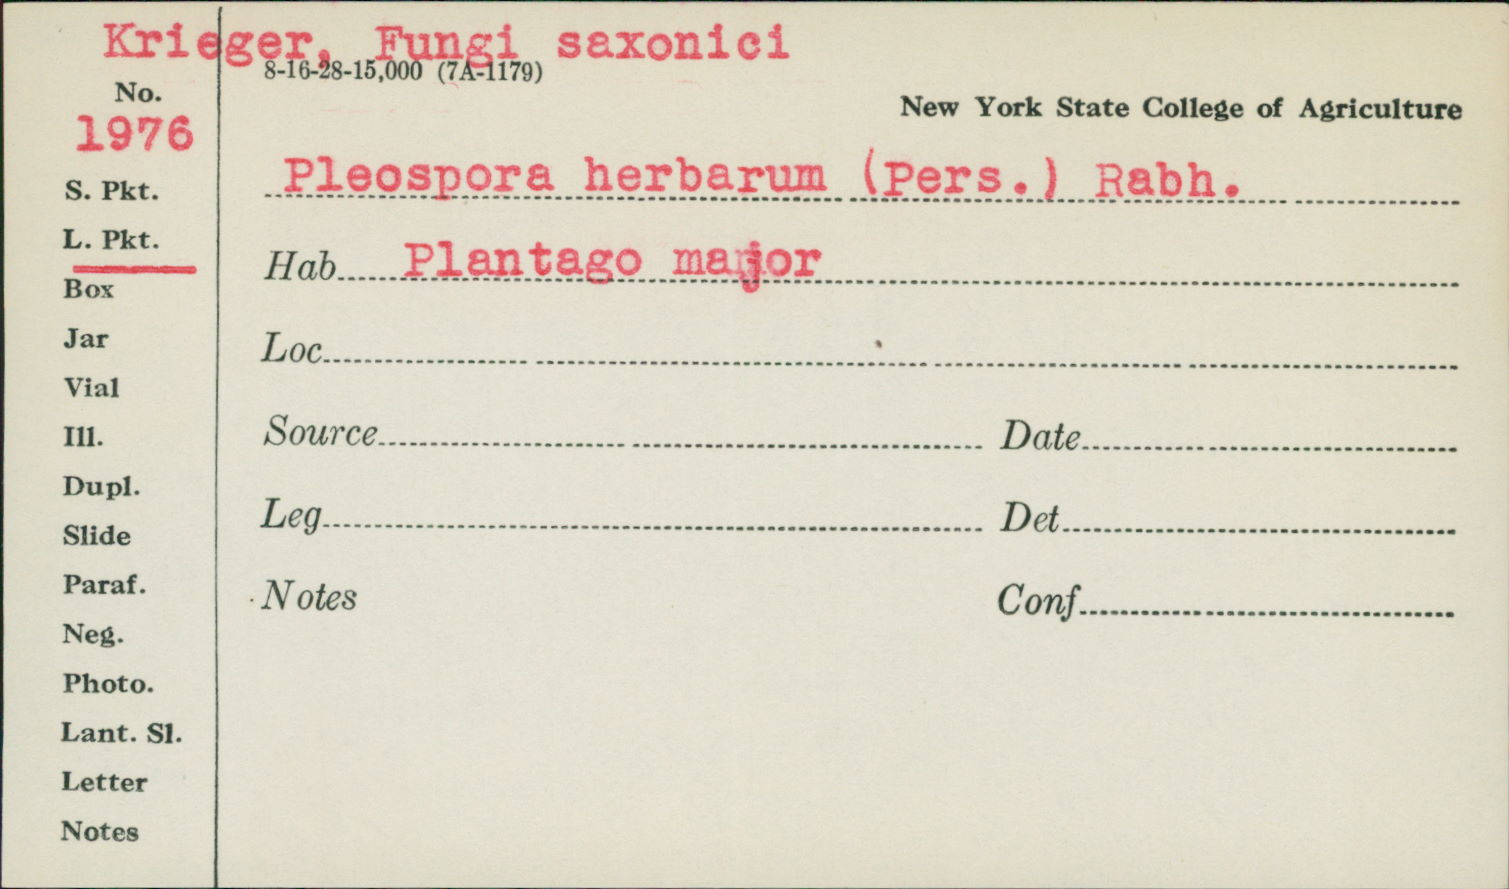 Krieger, Fungi saxonici
8-16-28-15,000 (7A-1179)
No.
1976
New York State College of Agriculture
S. Pkt.
Pleospora herbarum (Pers.) Rabh.
L. Pkt.
Hab. Plantago major
Box
Jar
Loc.
Vial
Ill.
Source
Date
Dupl.
Slide
Leg.
Det.
Paraf.
Notes
Conf.
Neg.
Photo.
Lant. Sl.
Letter
Notes